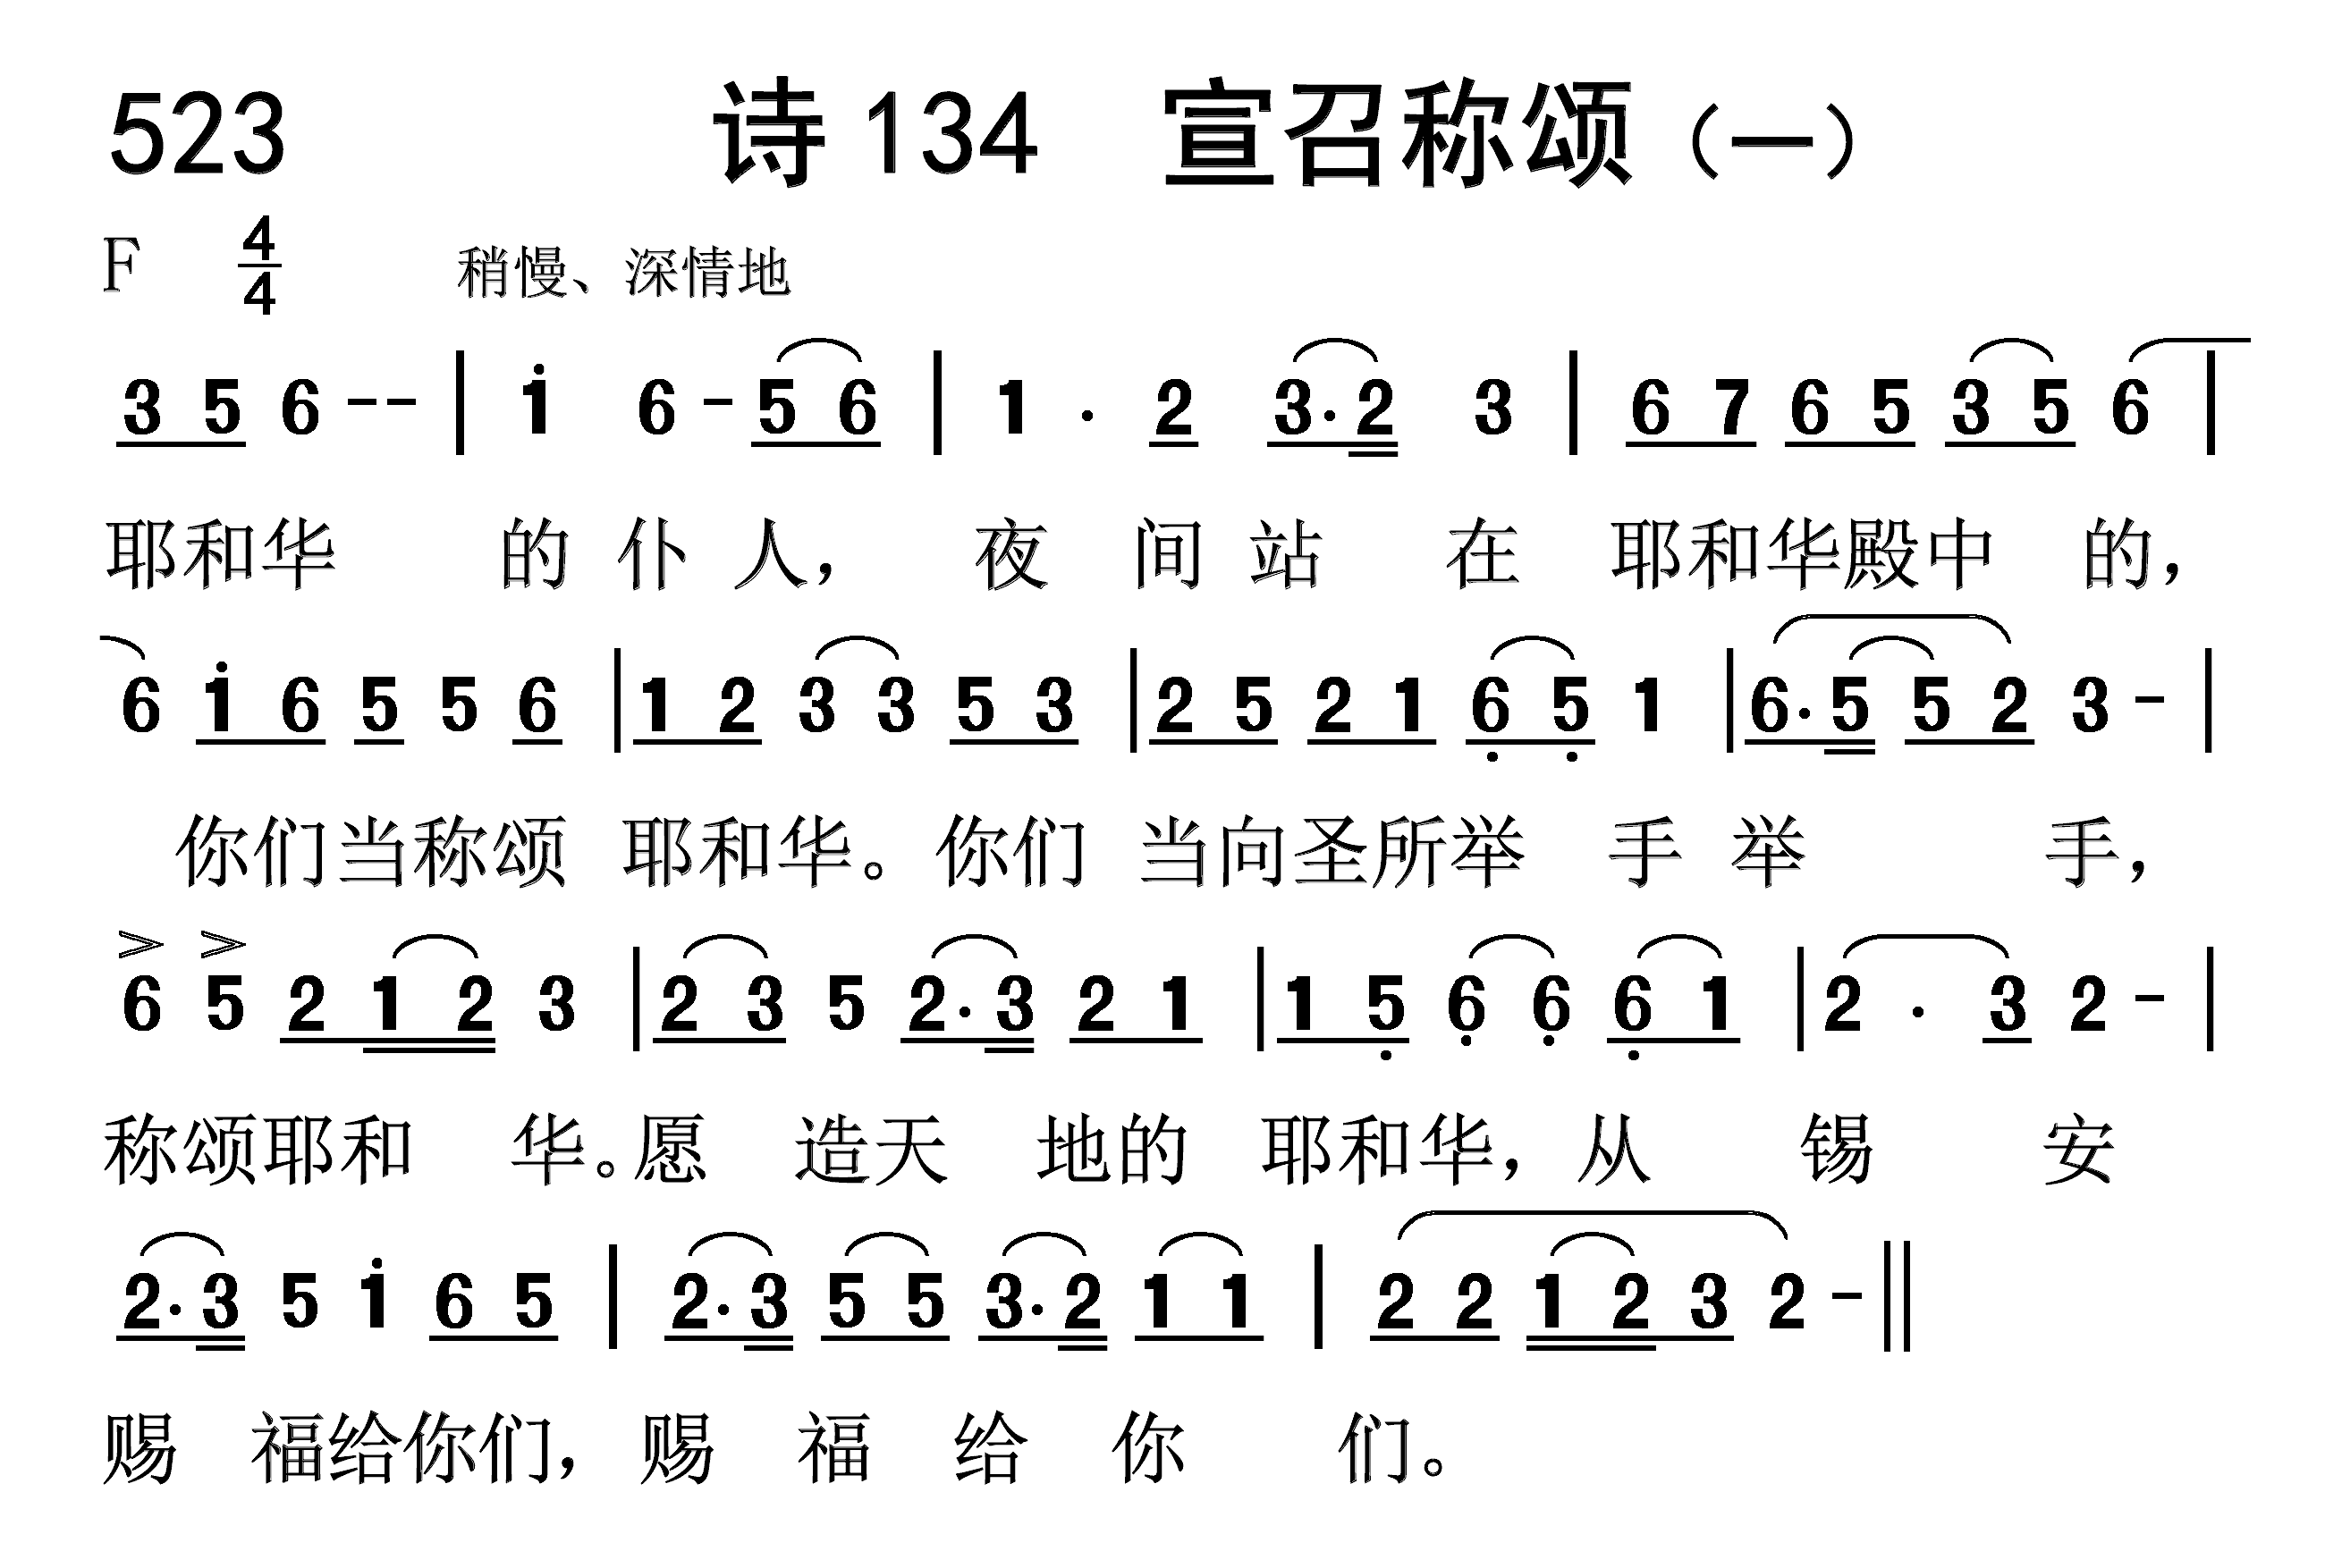 523 诗134 宣召称颂（一）
F 4/4 稍慢、深情地
3 5 6 - - | i 6 - 5 6 | 1 · 2 3·2 3 | 6 7 6 5 3 5 6 |
耶和华 的仆人， 夜间站在 耶和华殿中的，
6 i 6 5 5 6 | 1 2 3 3 5 3 | 2 5 2 1 6 5 1 | 6·5 5 2 3 - |
你们当称颂 耶和华。你们 当向圣所举 手 举 手，
> >
6 5 2 1 2 3 | 2 3 5 2·3 2 1 | 1 5 6 6 6 1 | 2 · 3 2 - |
称颂耶和 华。愿 造天 地的 耶和华，从 锡 安
2·3 5 i 6 5 | 2·3 5 5 3·2 1 1 | 2 2 1 2 3 2 - ‖
赐 福给你们，赐 福 给 你 们。